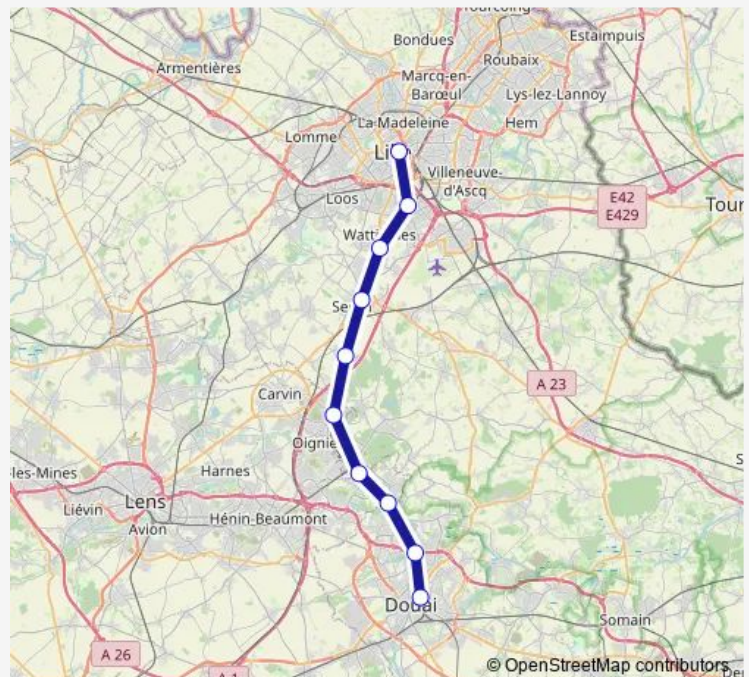 Tourcoing
Bondues
Estaimpuis
Roubaix
Armentières
Marcq-en-
Barœul
Lys-lez-Lannoy
La Madeleine
Hem
Lomme
Villeneuve-
d'Ascq
Loos
E42
E429
Tour
A 23
Carvin
Oignie
-les-Mines
Harnes
Lens
Liévin
Hénin-Beaumont
Avion
Douai
Somain
A 26
A 1
© OpenStreetMap contributors